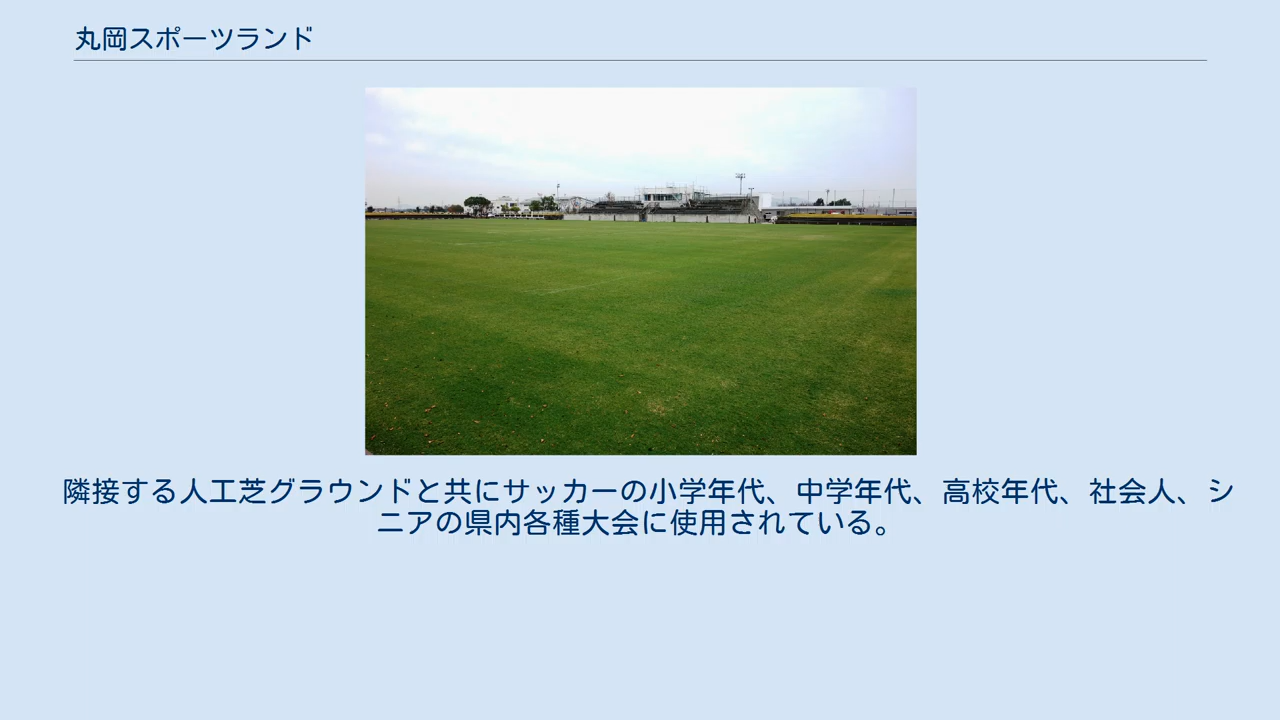 丸岡スポーツランド
隣接する人工芝グラウンドと共にサッカーの小学年代、中学年代、高校年代、社会人、シ
ニアの県内各種大会に使用されている。